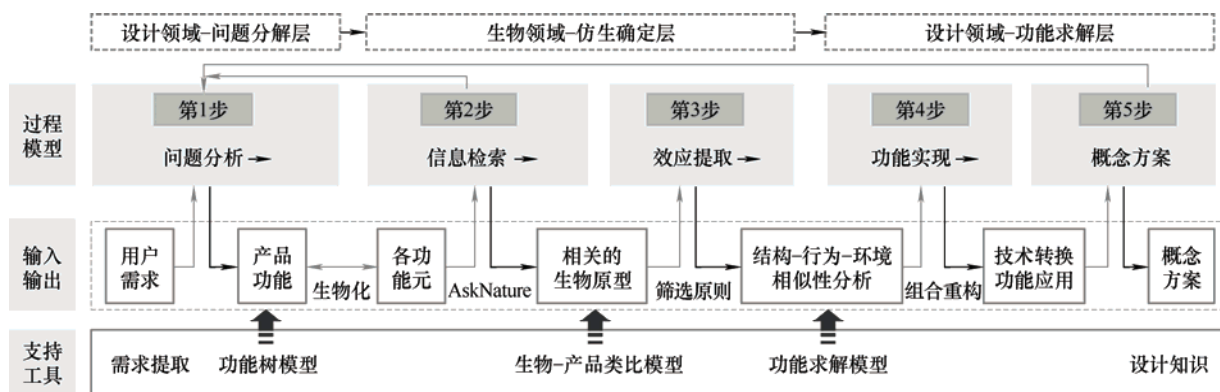 设计领域–问题分解层
生物领域–仿生确定层
设计领域–功能求解层
过程
模型
第1步
问题分析
第2步
信息检索
第3步
效应提取
第4步
功能实现
第5步
概念方案
输入
输出
用户
需求
产品
功能
生物化
各功
能元
AskNature
相关的
生物原型
筛选原则
结构–行为–环境
相似性分析
组合重构
技术转换
功能应用
概念
方案
支持
工具
需求提取
功能树模型
生物–产品类比模型
功能求解模型
设计知识